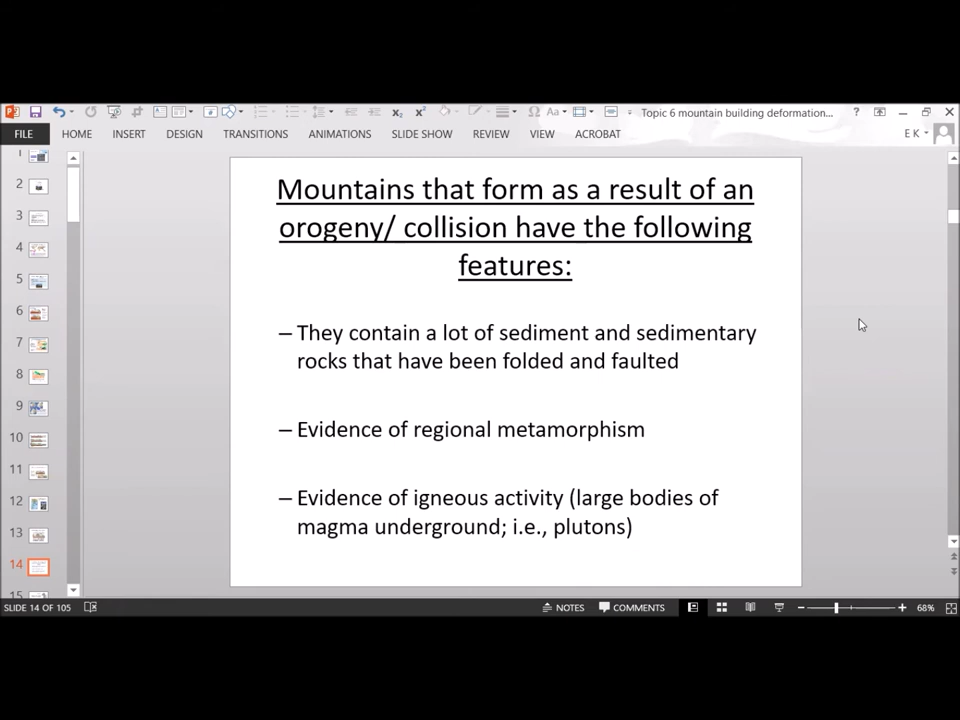 Topic 6 mountain building deformation...
FILE HOME INSERT DESIGN TRANSITIONS ANIMATIONS SLIDE SHOW REVIEW VIEW ACROBAT E K
1
2
3
4
5
6
7
8
9
10
11
12
13
14
15
Mountains that form as a result of an
orogeny/ collision have the following
features:
– They contain a lot of sediment and sedimentary
rocks that have been folded and faulted
– Evidence of regional metamorphism
– Evidence of igneous activity (large bodies of
magma underground; i.e., plutons)
SLIDE 14 OF 105 NOTES COMMENTS 68%